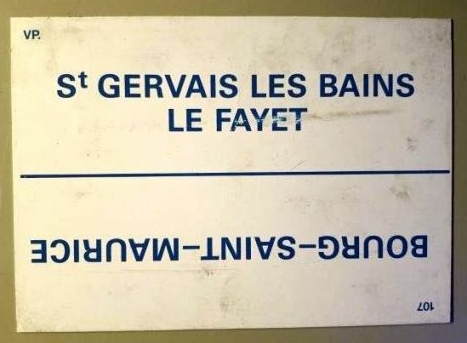 VP.
St GERVAIS LES BAINS
LE FAYET
BOURG-SAINT-MAURICE
107